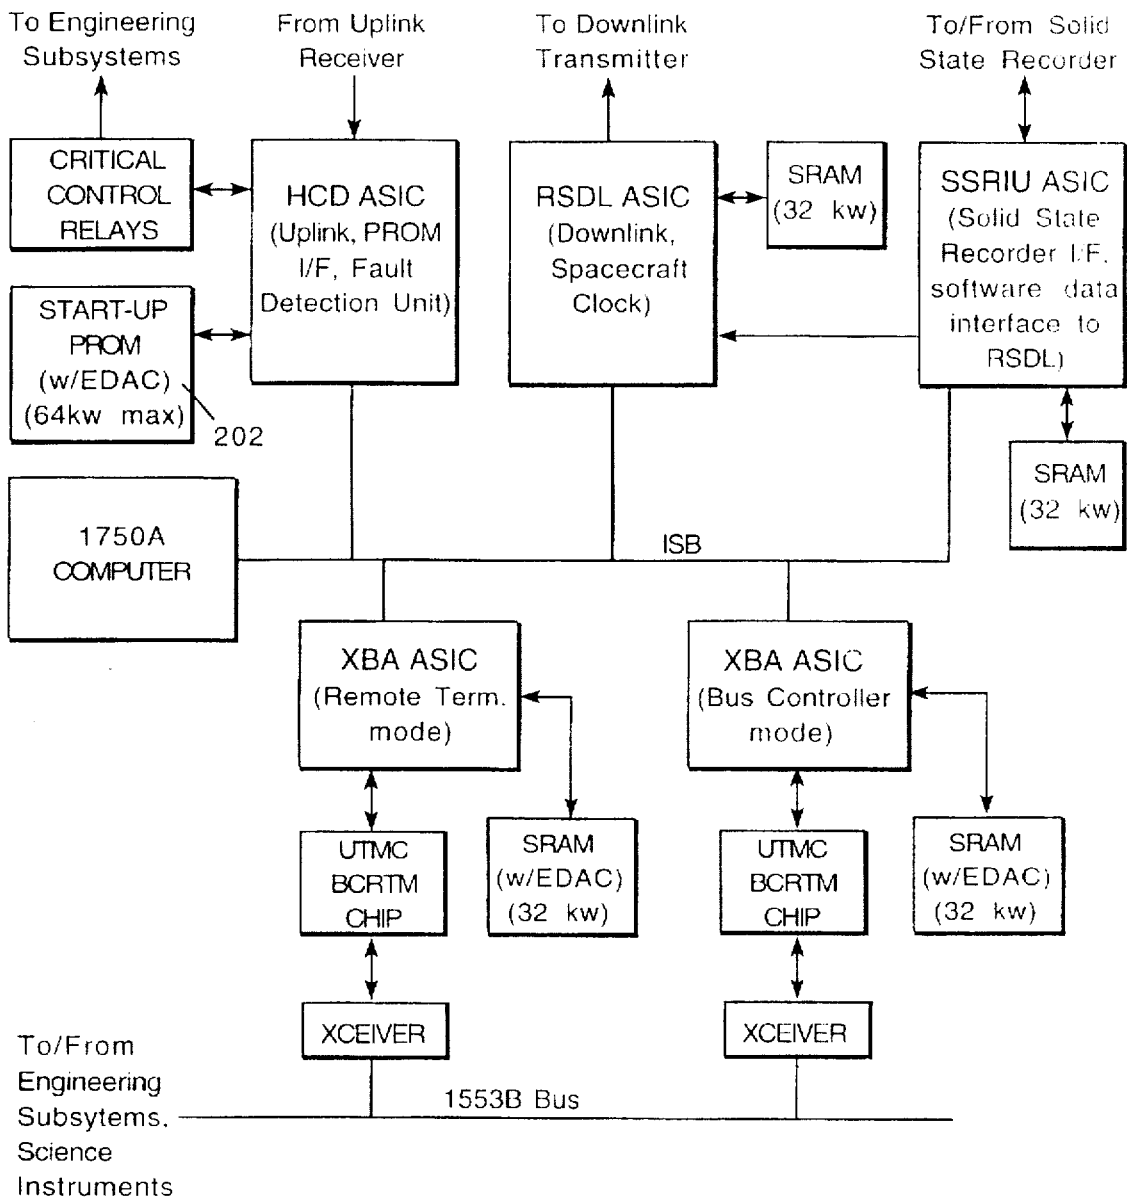 To Engineering
Subsystems
From Uplink
Receiver
To Downlink
Transmitter
To/From Solid
State Recorder
CRITICAL
CONTROL
RELAYS
HCD ASIC
(Uplink, PROM
I/F, Fault
Detection Unit)
RSDL ASIC
(Downlink,
Spacecraft
Clock)
SRAM
(32 kw)
SSRIU ASIC
(Solid State
Recorder I/F,
software data
interface to
RSDL)
START-UP
PROM
(w/EDAC)
(64kw max)
202
SRAM
(32 kw)
1750A
COMPUTER
ISB
XBA ASIC
(Remote Term.
mode)
XBA ASIC
(Bus Controller
mode)
UTMC
BCRTM
CHIP
SRAM
(w/EDAC)
(32 kw)
UTMC
BCRTM
CHIP
SRAM
(w/EDAC)
(32 kw)
XCEIVER
XCEIVER
To/From
Engineering
Subsytems,
Science
Instruments
1553B Bus